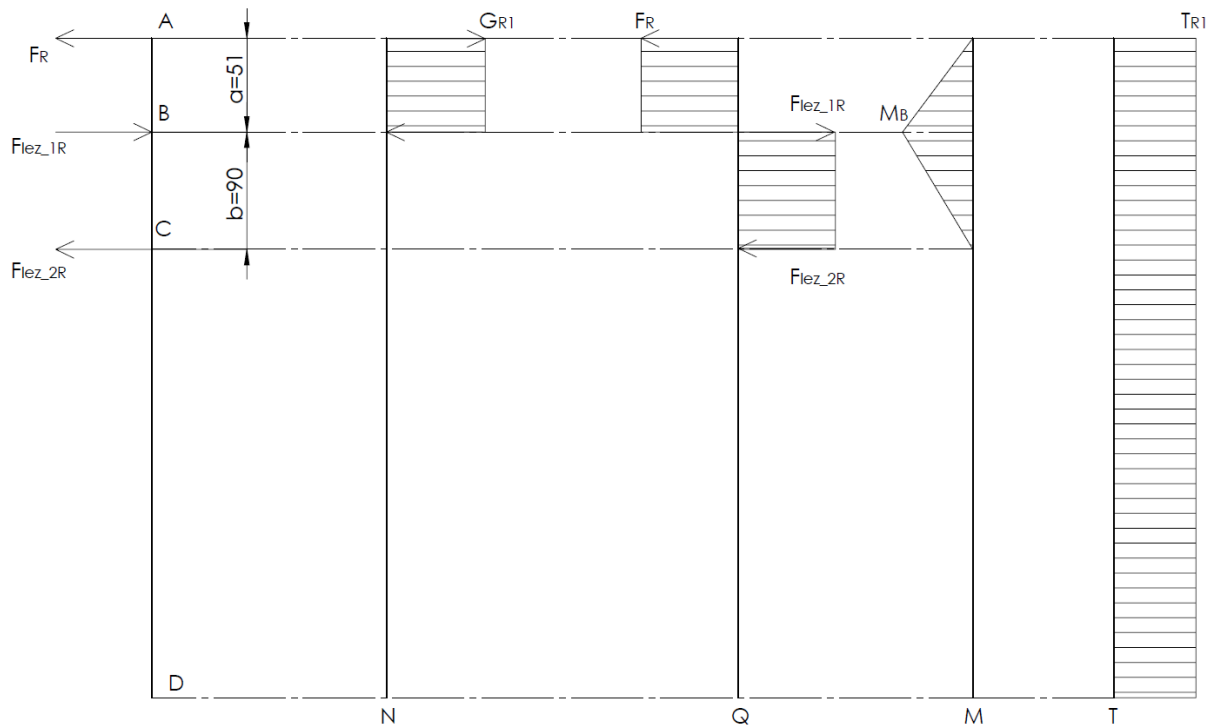 A
GR1
FR
TR1
FR
a=51
B
Flez_1R
MB
Flez_1R
b=90
C
Flez_2R
Flez_2R
D
N
Q
M
T